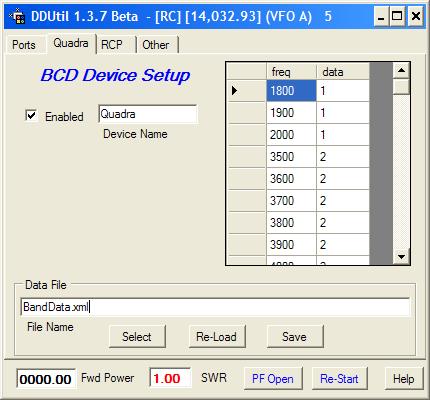 DDUtil 1.3.7 Beta - [RC] [14,032.93] (VFO A) 5
Ports Quadra RCP Other
BCD Device Setup
Enabled
Quadra
Device Name
freq data
1800 1
1900 1
2000 1
3500 2
3600 2
3700 2
3800 2
3900 2
Data File
BandData.xml
File Name
Select Re-Load Save
0000.00 Fwd Power 1.00 SWR PF Open Re-Start Help